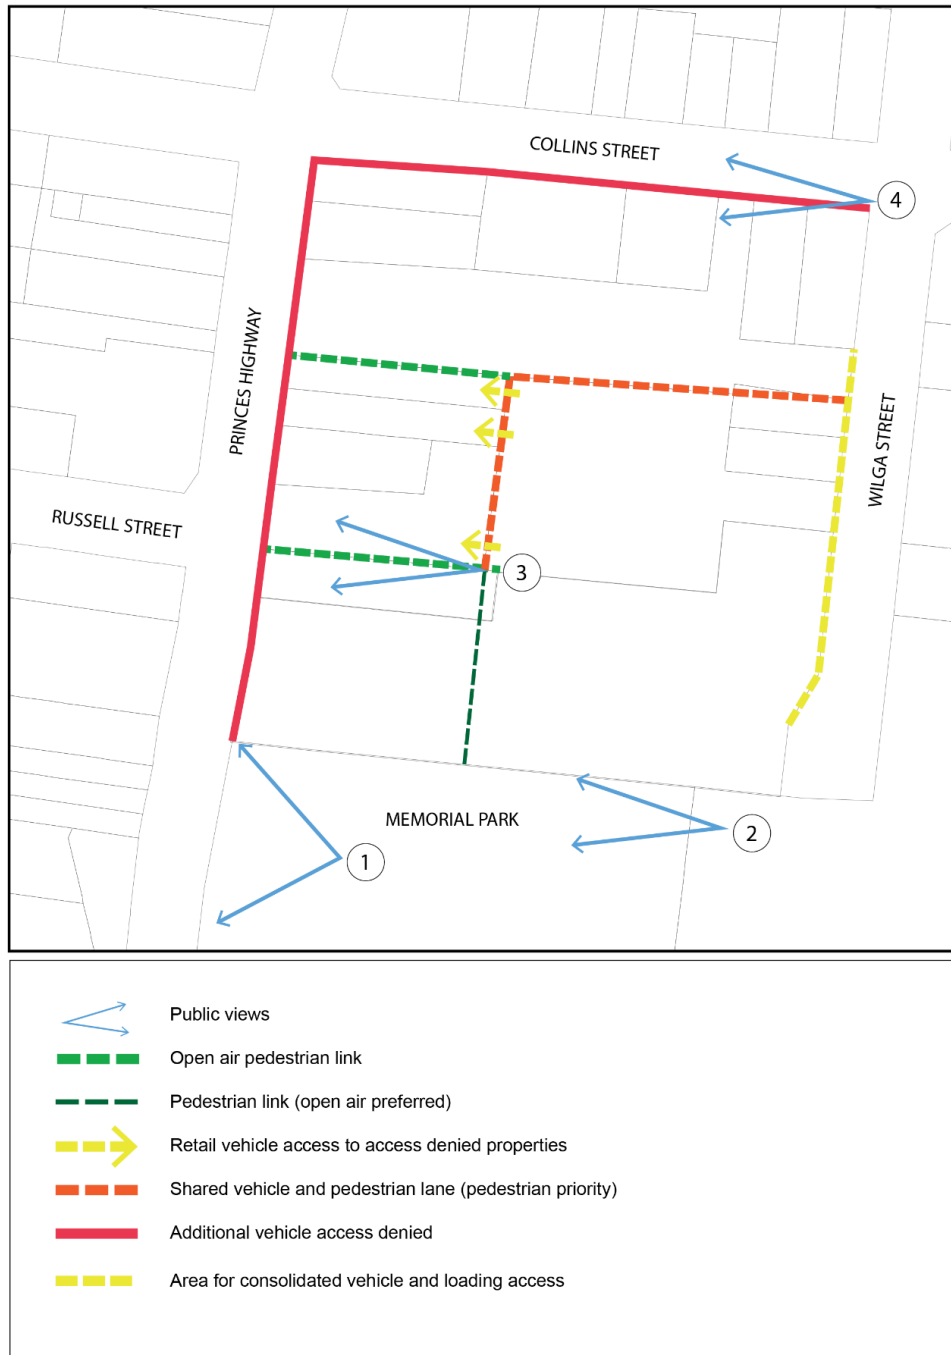 COLLINS STREET
4
PRINCES HIGHWAY
WILGA STREET
RUSSELL STREET
3
MEMORIAL PARK
2
1
Public views
Open air pedestrian link
Pedestrian link (open air preferred)
Retail vehicle access to access denied properties
Shared vehicle and pedestrian lane (pedestrian priority)
Additional vehicle access denied
Area for consolidated vehicle and loading access